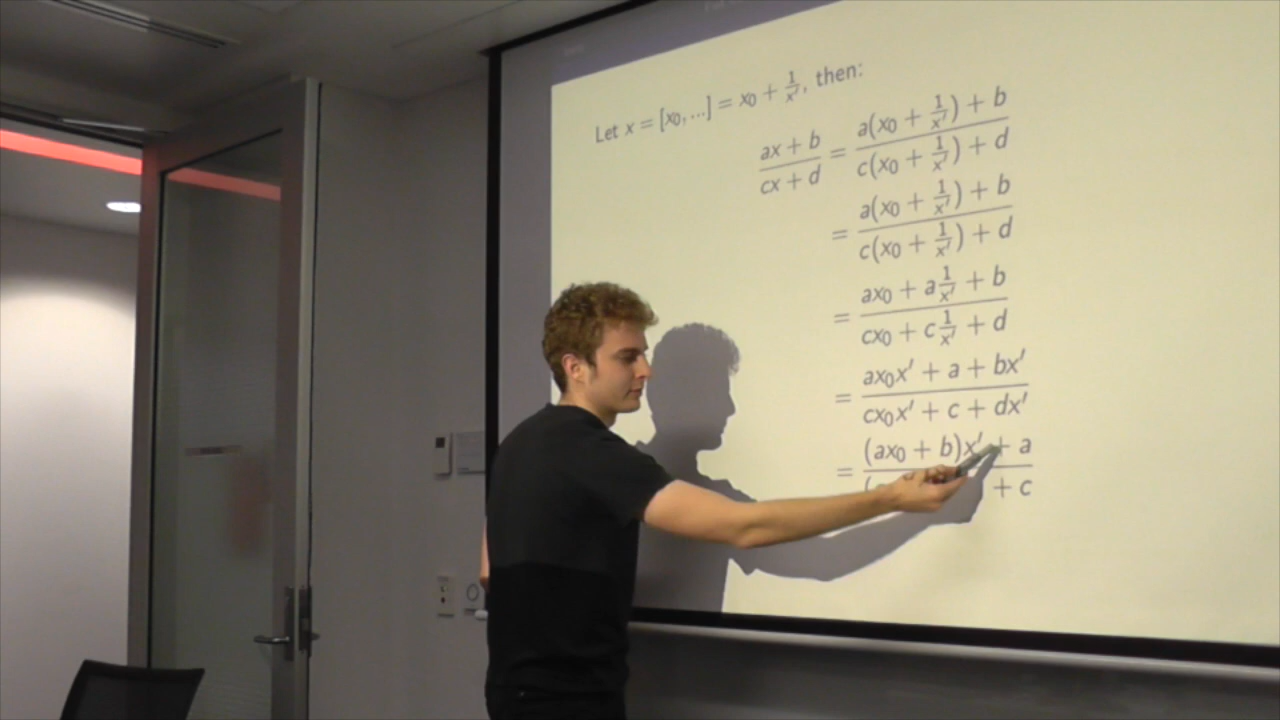 Let x = [x₀, ...] = x₀ + 1/x′, then:
(ax + b)/(cx + d) = (a(x₀ + 1/x′) + b)/(c(x₀ + 1/x′) + d)
= (a(x₀ + 1/x′) + b)/(c(x₀ + 1/x′) + d)
= (ax₀ + a 1/x′ + b)/(cx₀ + c 1/x′ + d)
= (ax₀x′ + a + bx′)/(cx₀x′ + c + dx′)
= ((ax₀ + b)x′ + a)/( + c